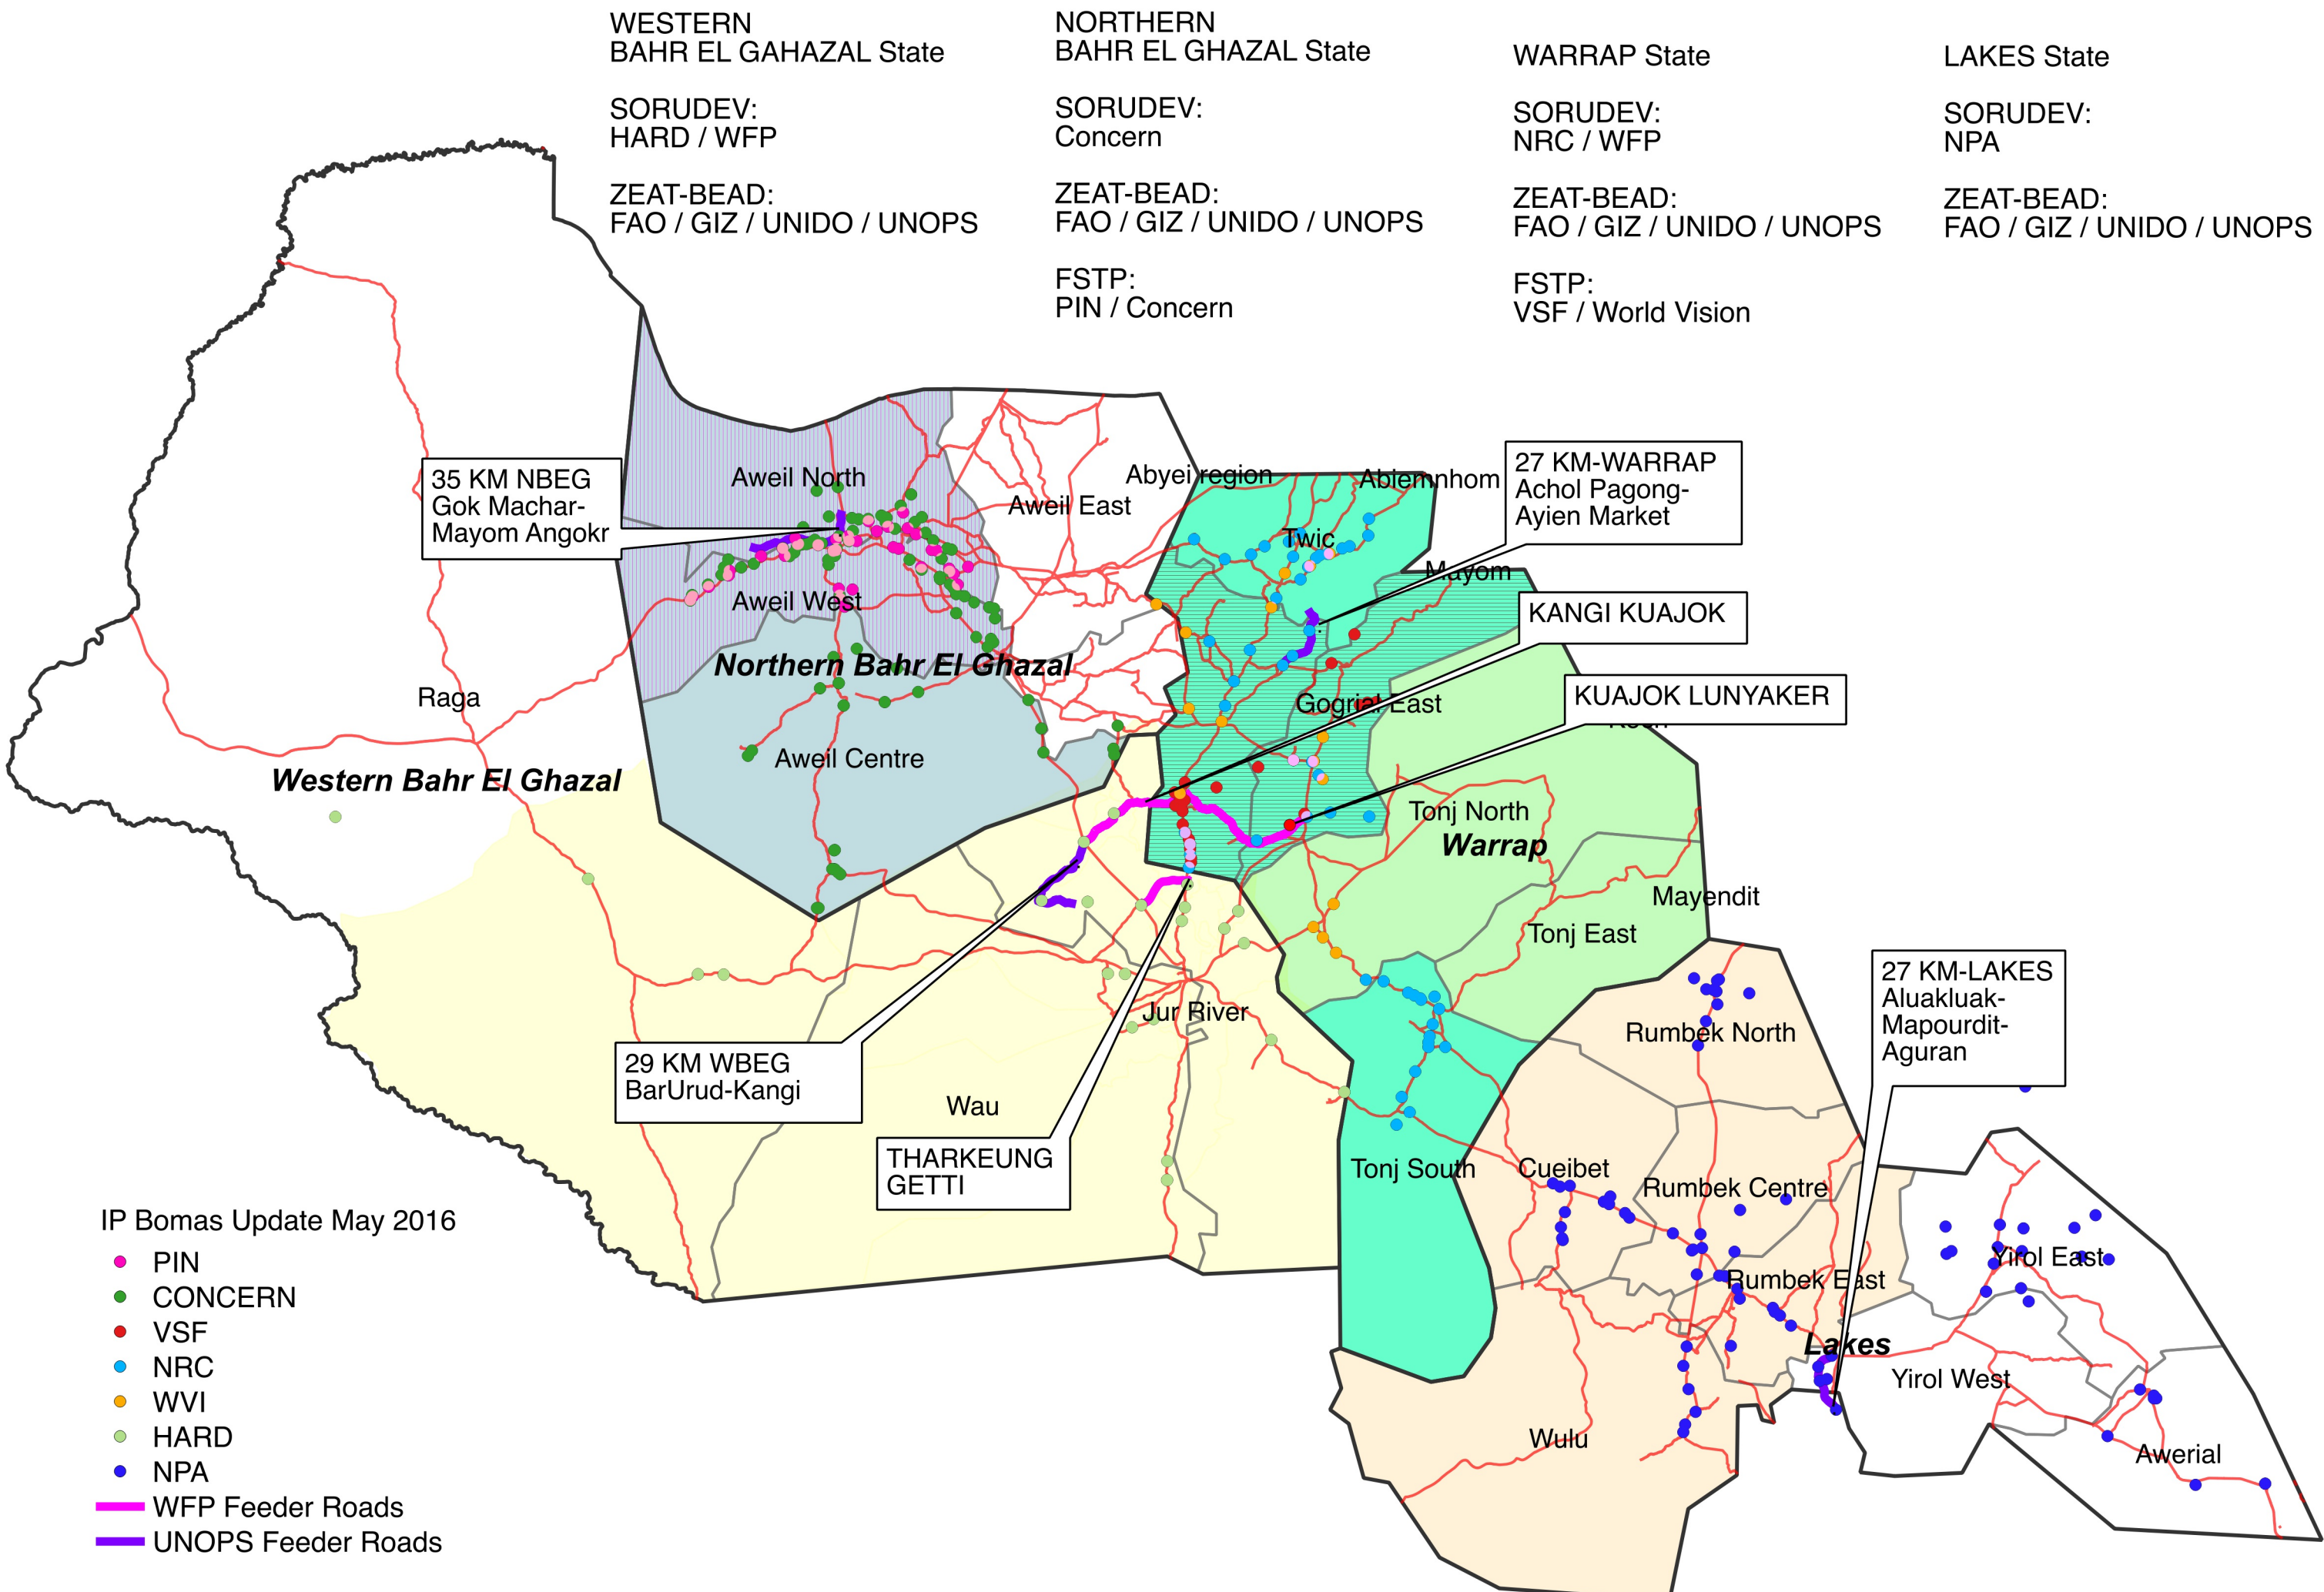 WESTERN
BAHR EL GAHAZAL State
SORUDEV:
HARD / WFP
ZEAT-BEAD:
FAO / GIZ / UNIDO / UNOPS
NORTHERN
BAHR EL GHAZAL State
SORUDEV:
Concern
ZEAT-BEAD:
FAO / GIZ / UNIDO / UNOPS
FSTP:
PIN / Concern
WARRAP State
SORUDEV:
NRC / WFP
ZEAT-BEAD:
FAO / GIZ / UNIDO / UNOPS
FSTP:
VSF / World Vision
LAKES State
SORUDEV:
NPA
ZEAT-BEAD:
FAO / GIZ / UNIDO / UNOPS
35 KM NBEG
Gok Machar-
Mayom Angokr
Aweil North
Aweil East
Abyei region
Abiemnhom
27 KM-WARRAP
Achol Pagong-
Ayien Market
Twic
Mayom
Aweil West
KANGI KUAJOK
Northern Bahr El Ghazal
Raga
Gogrial East
KUAJOK LUNYAKER
Aweil Centre
Western Bahr El Ghazal
Tonj North
Warrap
Mayendit
Tonj East
27 KM-LAKES
Aluakluak-
Mapourdit-
Aguran
Jur River
Rumbek North
29 KM WBEG
BarUrud-Kangi
Wau
THARKEUNG
GETTI
Tonj South
Cueibet
Rumbek Centre
Yirol East
Rumbek East
Lakes
Yirol West
Wulu
Awerial
IP Bomas Update May 2016
PIN
CONCERN
VSF
NRC
WVI
HARD
NPA
WFP Feeder Roads
UNOPS Feeder Roads